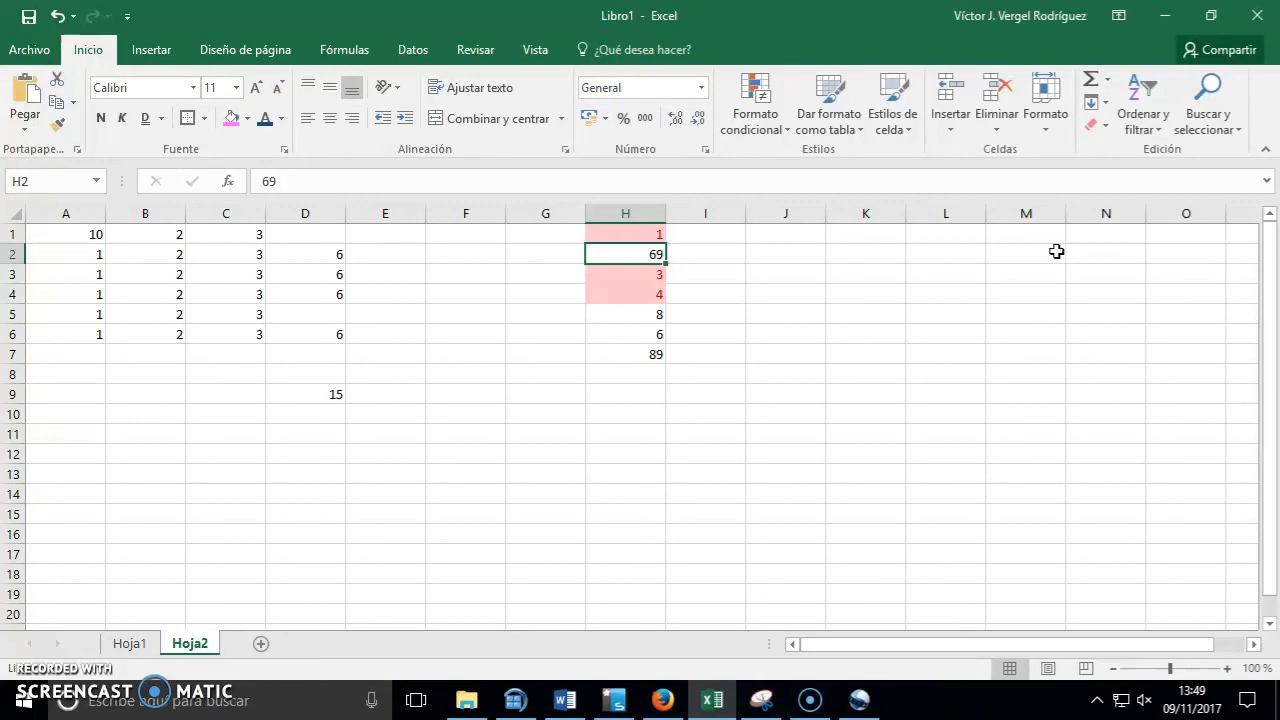 Libro1 - Excel
Víctor J. Vergel Rodríguez
Archivo Inicio Insertar Diseño de página Fórmulas Datos Revisar Vista ¿Qué desea hacer? Compartir
Pegar
Calibri 11
N K D
Ajustar texto
Combinar y centrar
General
% 000
Formato condicional
Dar formato como tabla
Estilos de celda
Insertar Eliminar Formato
Ordenar y filtrar
Buscar y seleccionar
Portapape... Fuente Alineación Número Estilos Celdas Edición
H2 fx 69
A B C D E F G H I J K L M N O
1 10 2 3 1
2 1 2 3 6 69
3 1 2 3 6 3
4 1 2 3 6 4
5 1 2 3 8
6 1 2 3 6 6
7 89
8
9 15
10
11
12
13
14
15
16
17
18
19
20
Hoja1 Hoja2
100 %
RECORDED WITH
SCREENCAST MATIC
Escribe aquí para buscar
13:49
09/11/2017